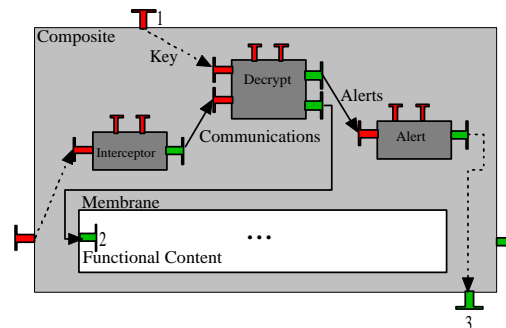 1
Composite
Key
Decrypt
Alerts
Communications
Interceptor
Alert
Membrane
...
2
Functional Content
3